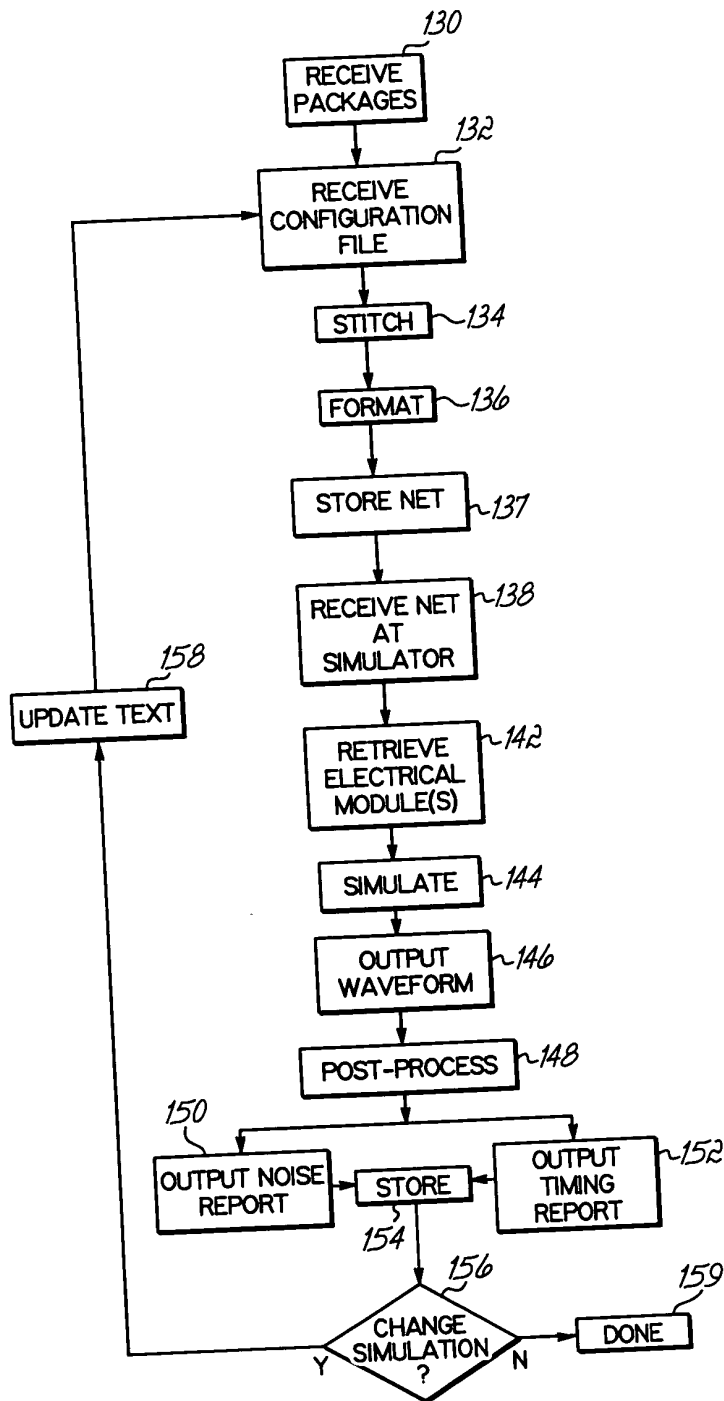 130
RECEIVE
PACKAGES
132
RECEIVE
CONFIGURATION
FILE
STITCH
134
FORMAT
136
STORE NET
137
RECEIVE NET
AT
SIMULATOR
138
158
UPDATE TEXT
RETRIEVE
ELECTRICAL
MODULE(S)
142
SIMULATE
144
OUTPUT
WAVEFORM
146
POST-PROCESS
148
150
OUTPUT NOISE
REPORT
STORE
154
OUTPUT
TIMING
REPORT
152
156
CHANGE
SIMULATION
?
Y
N
159
DONE